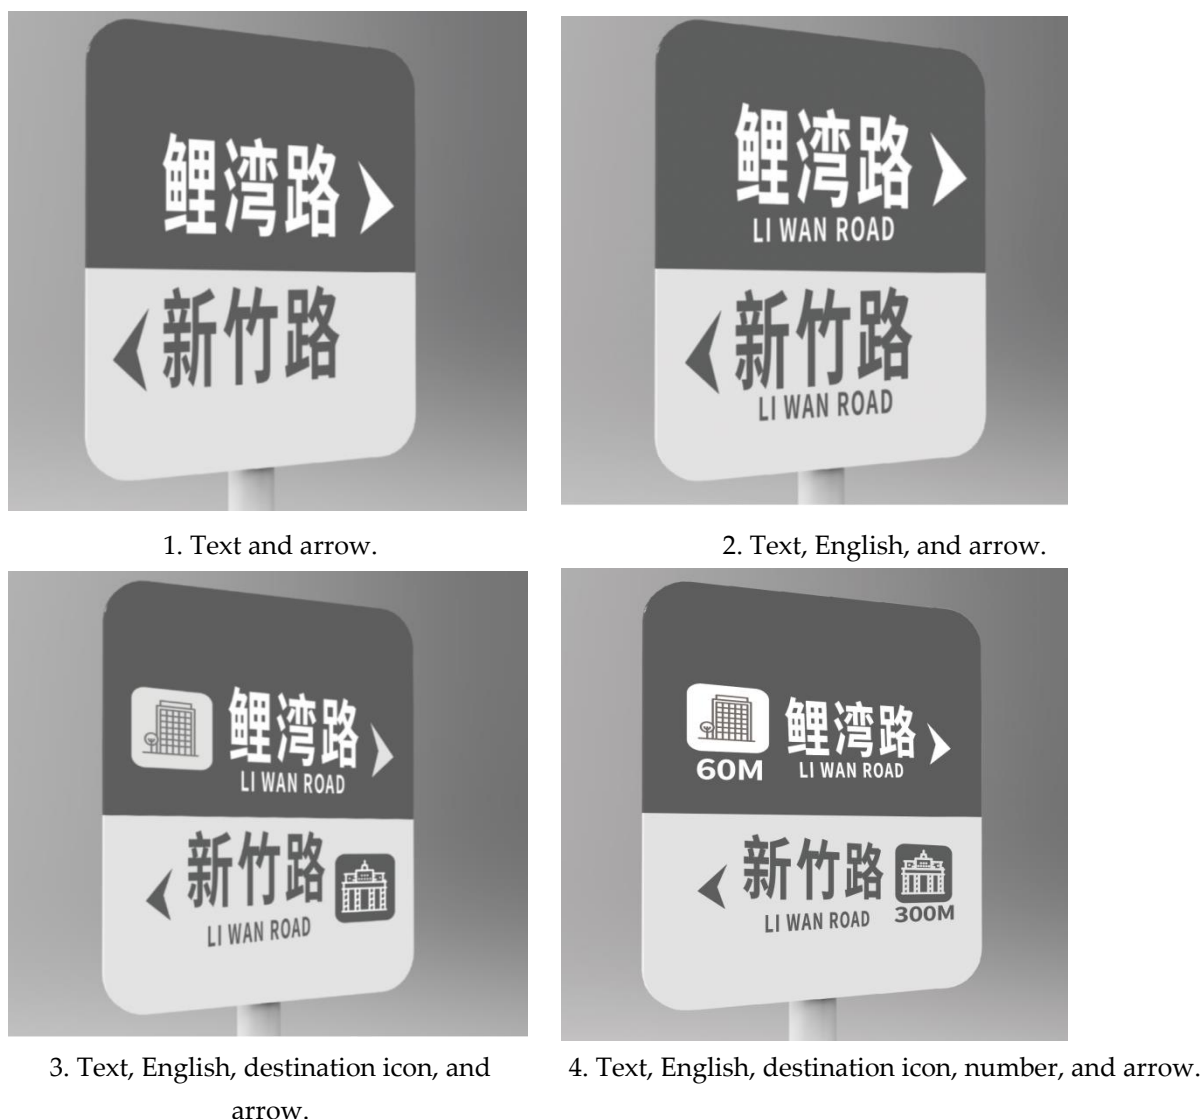 鲤湾路
新竹路
1. Text and arrow.
鲤湾路
LI WAN ROAD
新竹路
LI WAN ROAD
2. Text, English, and arrow.
鲤湾路
LI WAN ROAD
新竹路
LI WAN ROAD
3. Text, English, destination icon, and
arrow.
60M
鲤湾路
LI WAN ROAD
新竹路
LI WAN ROAD
300M
4. Text, English, destination icon, number, and arrow.